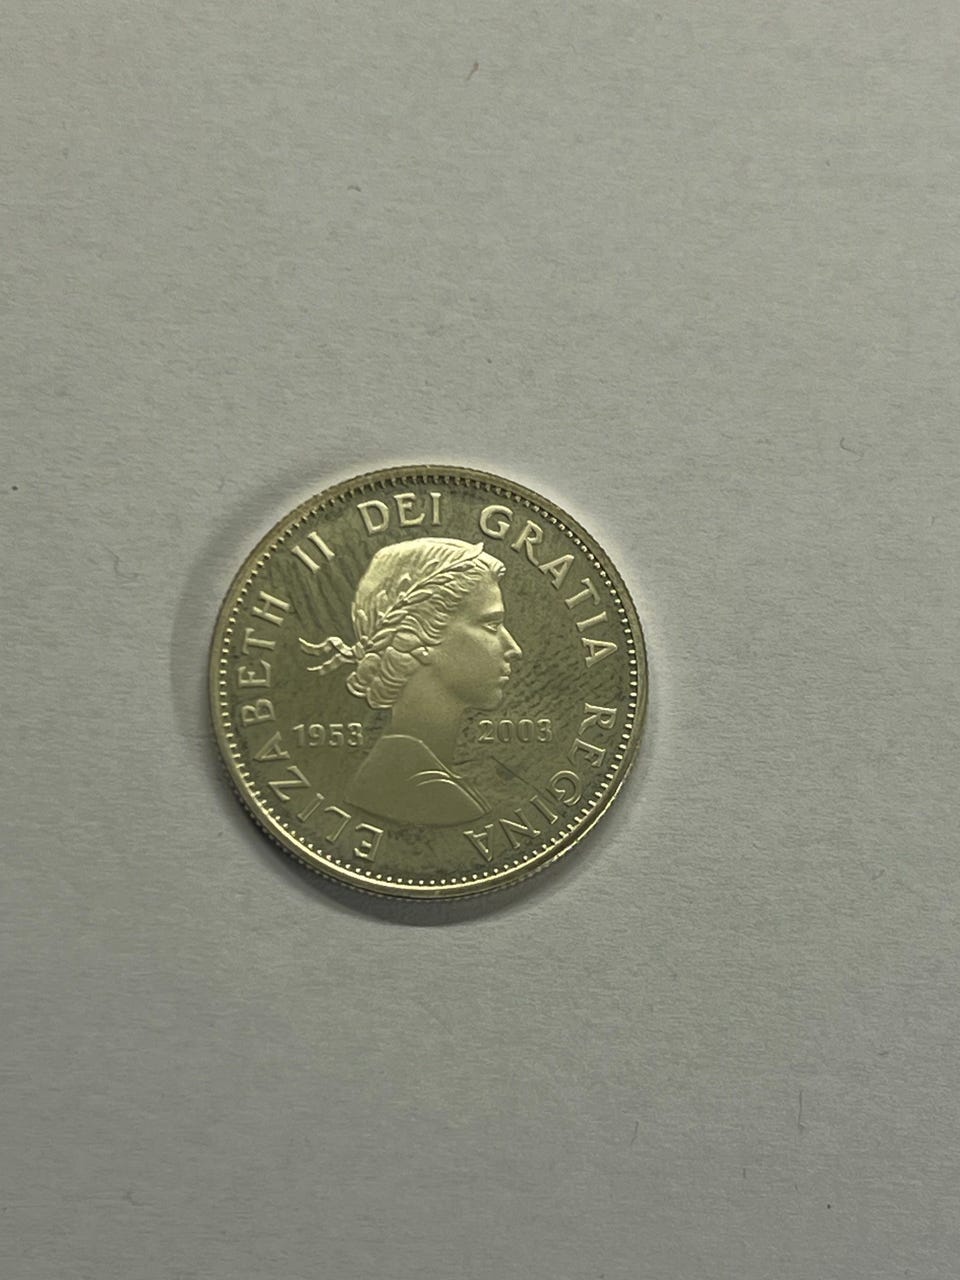 ELIZABETH II DEI GRATIA REGINA
1953 2003